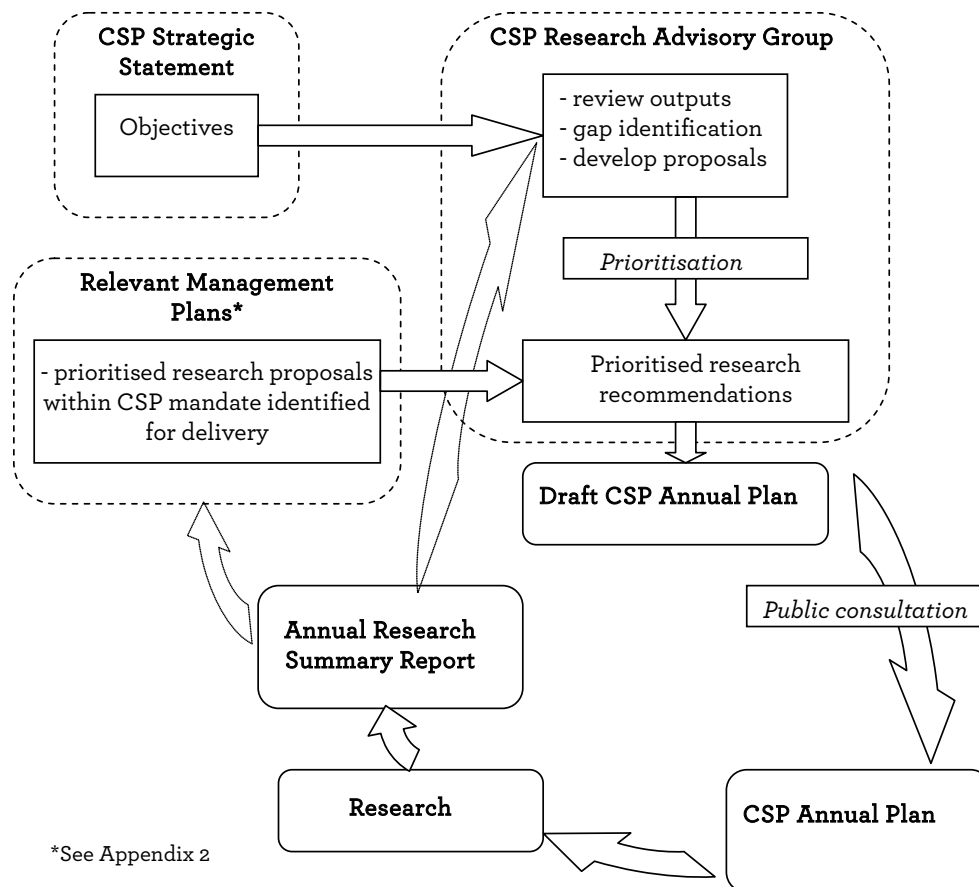 CSP Strategic
Statement
Objectives
CSP Research Advisory Group
- review outputs
- gap identification
- develop proposals
Prioritisation
Relevant Management
Plans*
- prioritised research proposals
within CSP mandate identified
for delivery
Prioritised research
recommendations
Draft CSP Annual Plan
Public consultation
Annual Research
Summary Report
Research
CSP Annual Plan
*See Appendix 2